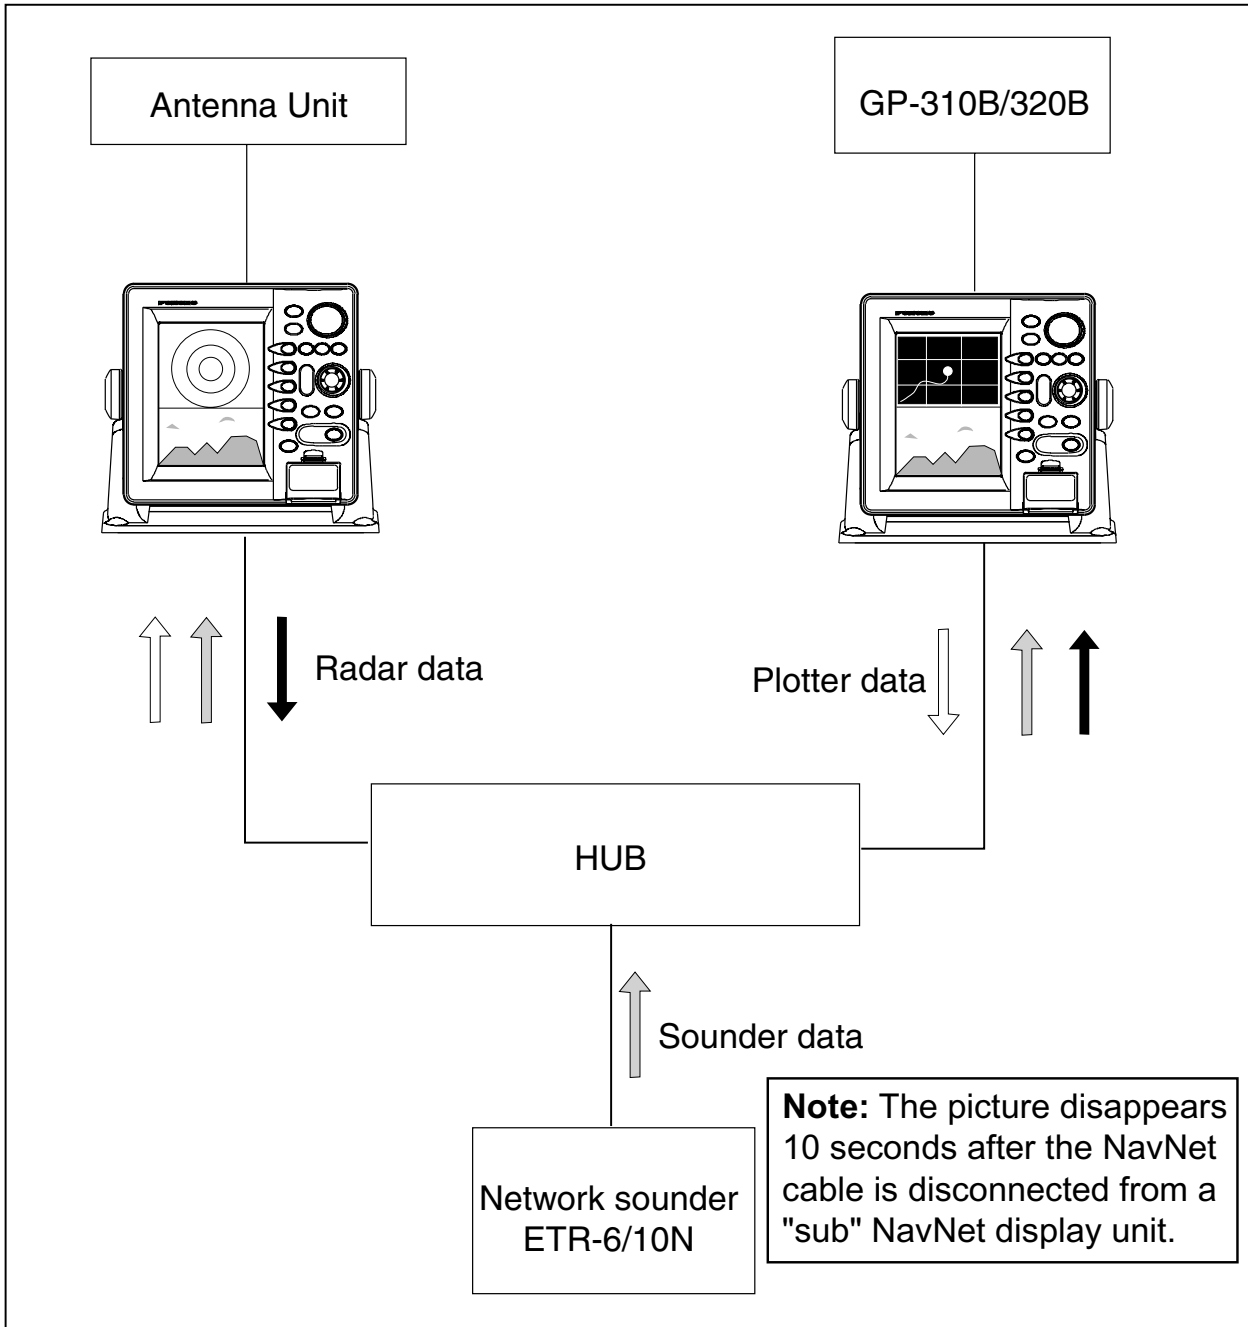 Antenna Unit
GP-310B/320B
Radar data
Plotter data
HUB
Sounder data
Network sounder
ETR-6/10N
Note: The picture disappears
10 seconds after the NavNet
cable is disconnected from a
"sub" NavNet display unit.